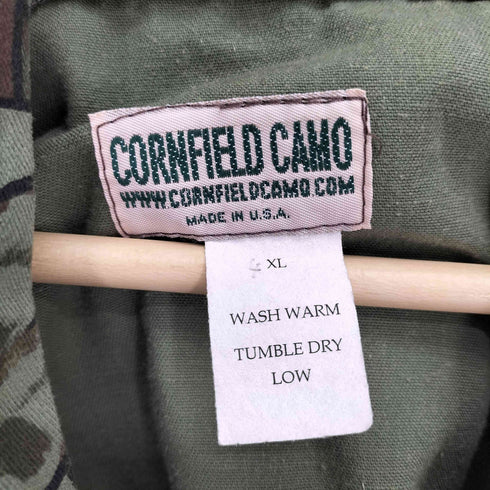 CORNFIELD CAMO
WWW.CORNFIELDCAMO.COM
MADE IN U.S.A.
XL
WASH WARM
TUMBLE DRY
LOW